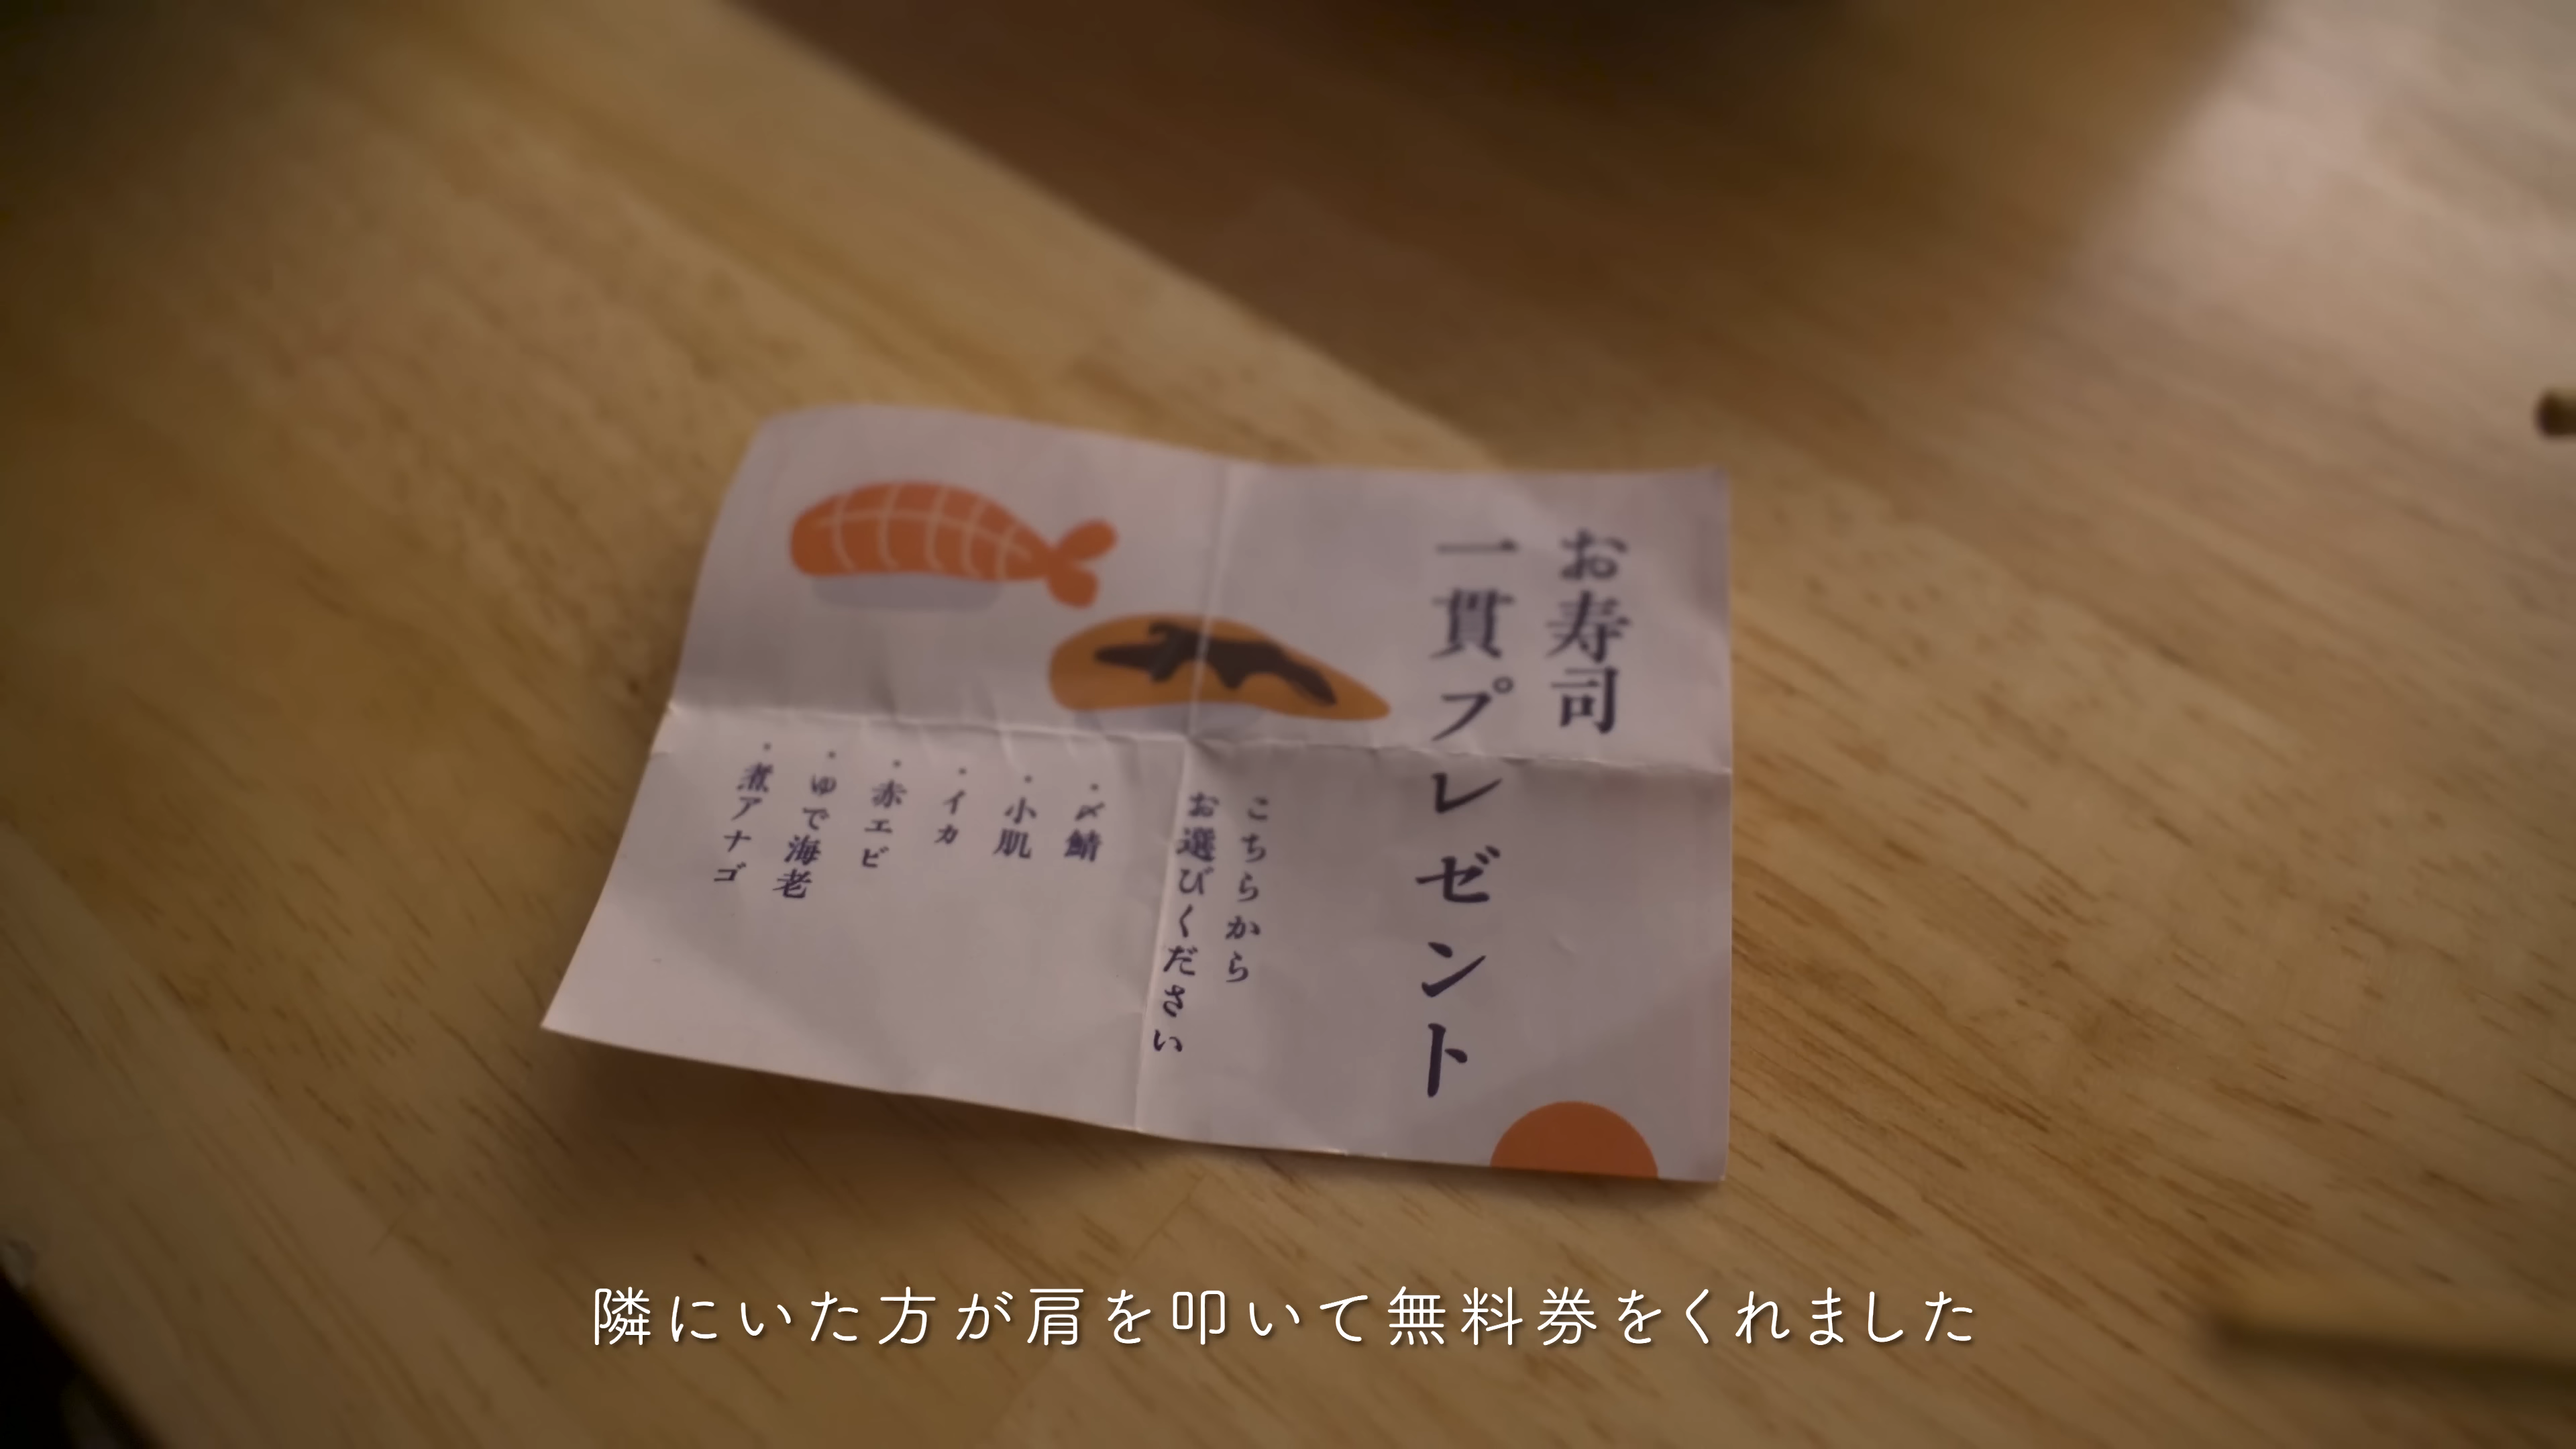 お寿司
一貫プレゼント
こちらから
お選びください
・〆鯖
・小肌
・イカ
・赤エビ
・ゆで海老
・煮アナゴ
隣にいた方が肩を叩いて無料券をくれました